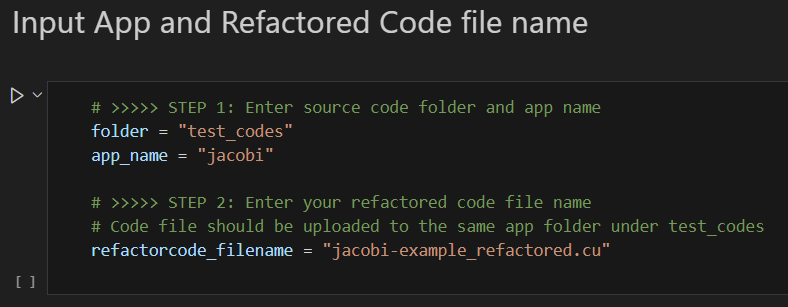 Input App and Refactored Code file name
# >>>>> STEP 1: Enter source code folder and app name
folder = "test_codes"
app_name = "jacobi"
# >>>>> STEP 2: Enter your refactored code file name
# Code file should be uploaded to the same app folder under test_codes
refactorcode_filename = "jacobi-example_refactored.cu"
[ ]